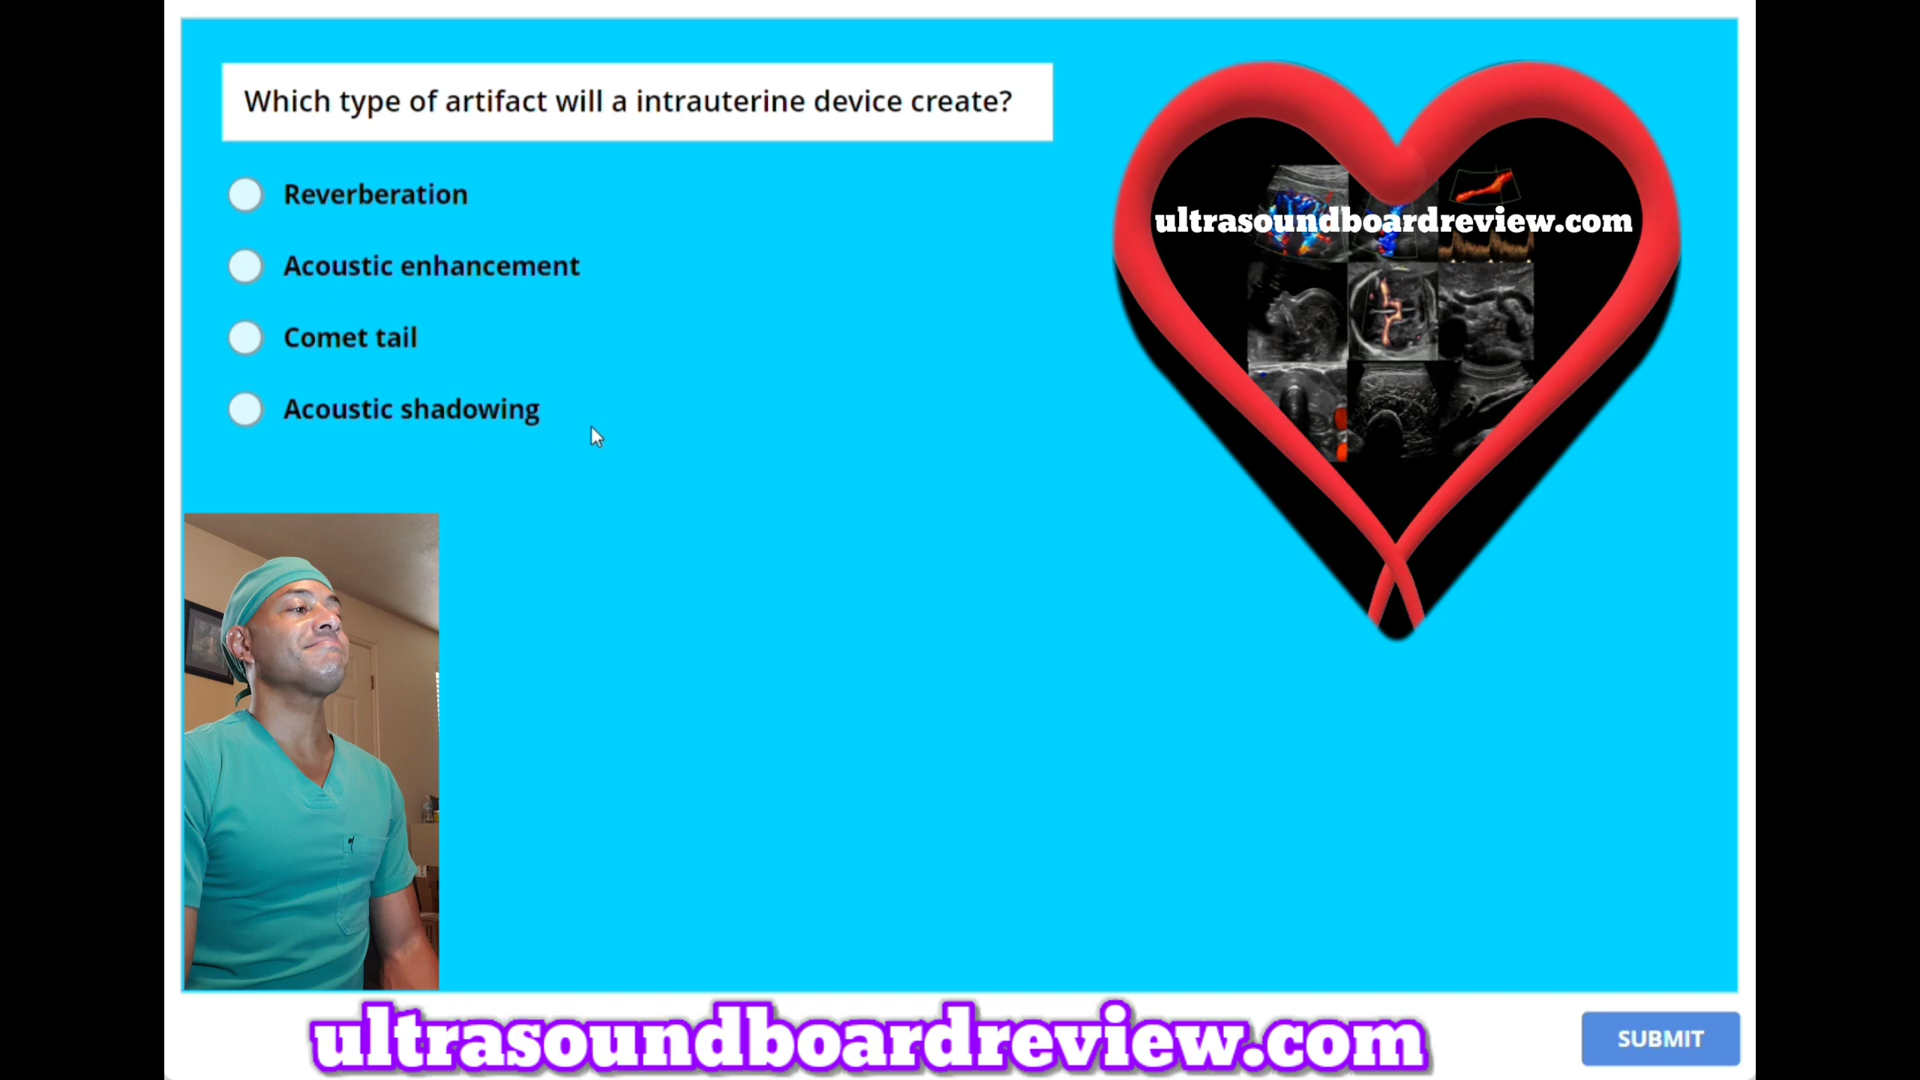 Which type of artifact will a intrauterine device create?
Reverberation
Acoustic enhancement
Comet tail
Acoustic shadowing
ultrasoundboardreview.com
ultrasoundboardreview.com
SUBMIT